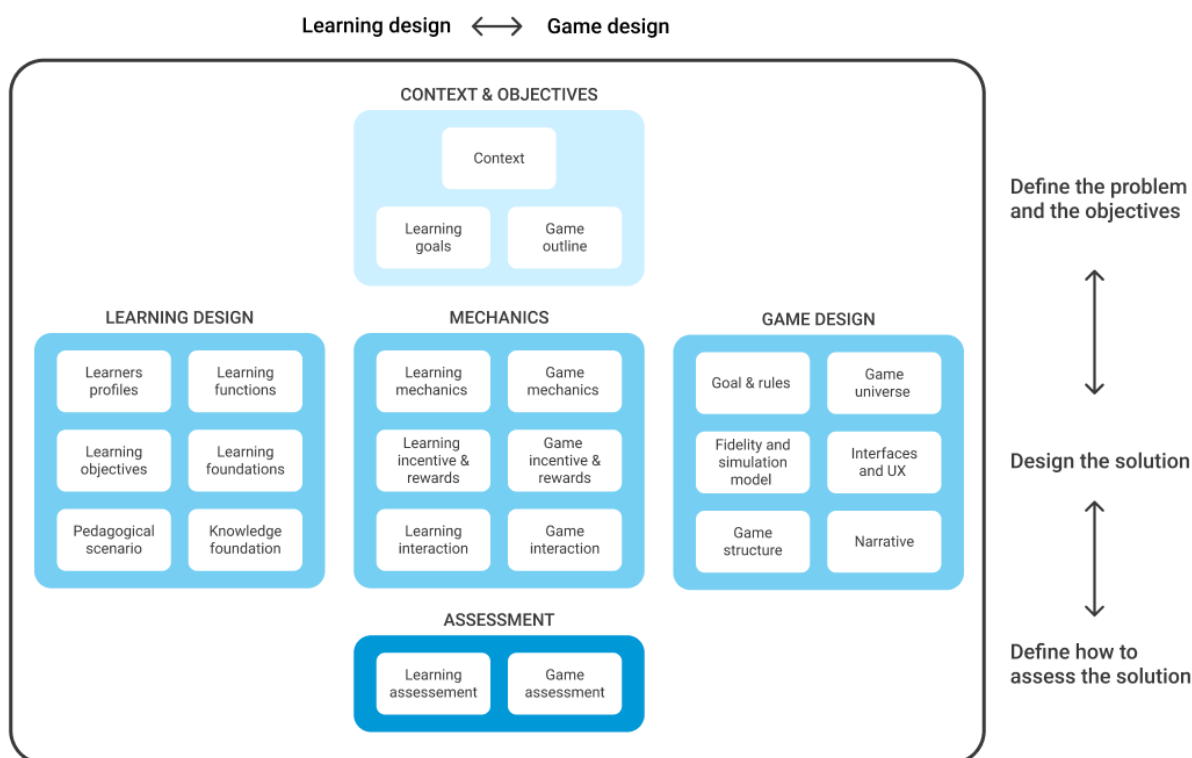 Learning design Game design
CONTEXT & OBJECTIVES
Context
Learning
goals
Game
outline
Define the problem
and the objectives
LEARNING DESIGN
Learners
profiles
Learning
functions
Learning
objectives
Learning
foundations
Pedagogical
scenario
Knowledge
foundation
MECHANICS
Learning
mechanics
Game
mechanics
Learning
incentive &
rewards
Game
incentive &
rewards
Learning
interaction
Game
interaction
GAME DESIGN
Goal & rules
Game
universe
Fidelity and
simulation
model
Interfaces
and UX
Game
structure
Narrative
Design the solution
ASSESSMENT
Learning
assessement
Game
assessment
Define how to
assess the solution